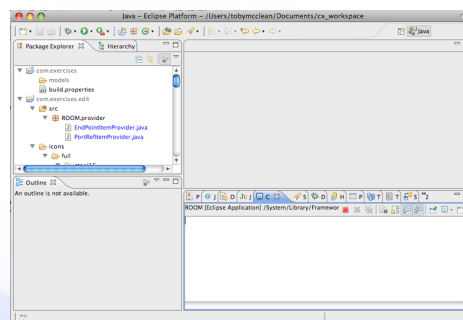 Java - Eclipse Platform - /Users/tobymcclean/Documents/cx_workspace
Java
Package Explorer
Hierarchy
com.exercises
models
build.properties
com.exercises.edit
src
ROOM.provider
EndPointItemProvider.java
PortRefItemProvider.java
icons
full
Outline
An outline is not available.
P @ J D Ju J C S D H P T T S »2
ROOM [Eclipse Application] /System/Library/Framewor